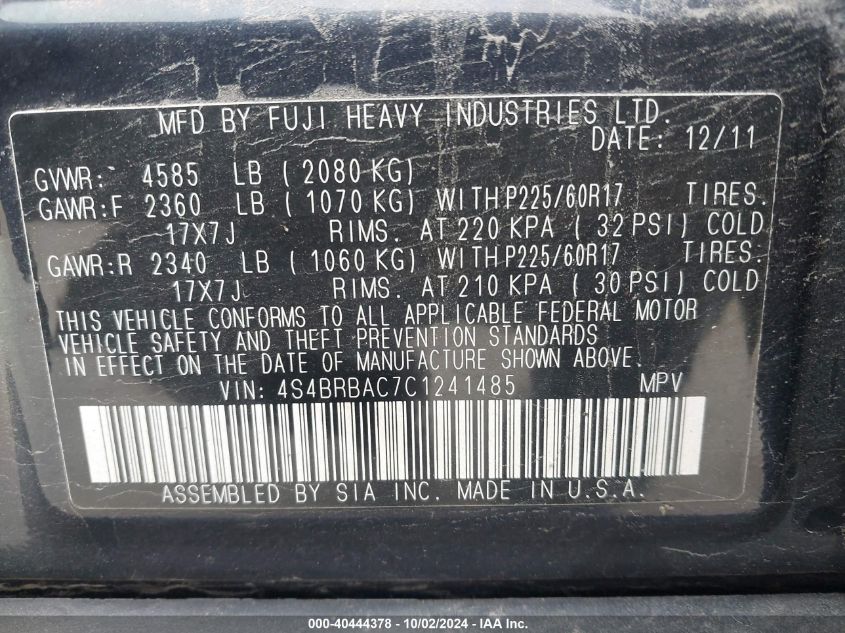 MFD BY FUJI HEAVY INDUSTRIES LTD.
DATE: 12/11
GVWR: 4585 LB ( 2080 KG)
GAWR:F 2360 LB ( 1070 KG) WITH P225/60R17 TIRES.
17X7J RIMS. AT 220 KPA ( 32 PSI) COLD
GAWR:R 2340 LB ( 1060 KG) WITH P225/60R17 TIRES:
17X7J RIMS. AT 210 KPA ( 30 PSI) COLD
THIS VEHICLE CONFORMS TO ALL APPLICABLE FEDERAL MOTOR
VEHICLE SAFETY AND THEFT PREVENTION STANDARDS
IN EFFECT ON THE DATE OF MANUFACTURE SHOWN ABOVE.
VIN: 4S4BRBAC7C1241485 MPV
ASSEMBLED BY SIA INC. MADE IN U.S.A.
000-40444378 - 10/02/2024 - IAA Inc.